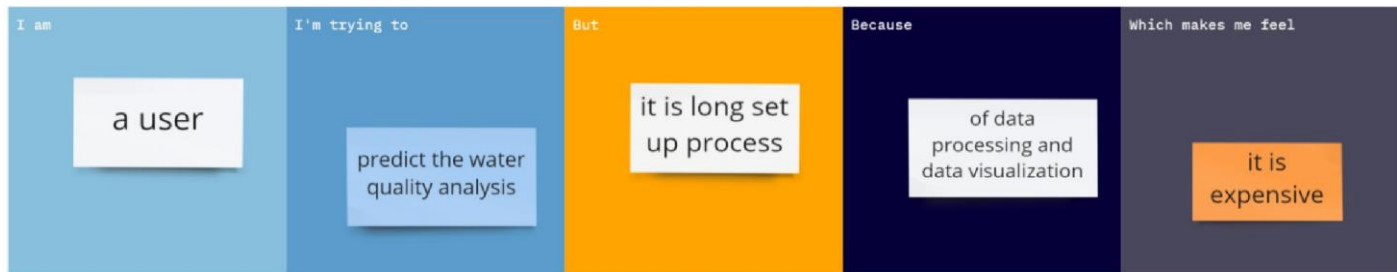 I am
a user
I'm trying to
predict the water
quality analysis
But
it is long set
up process
Because
of data
processing and
data visualization
Which makes me feel
it is
expensive